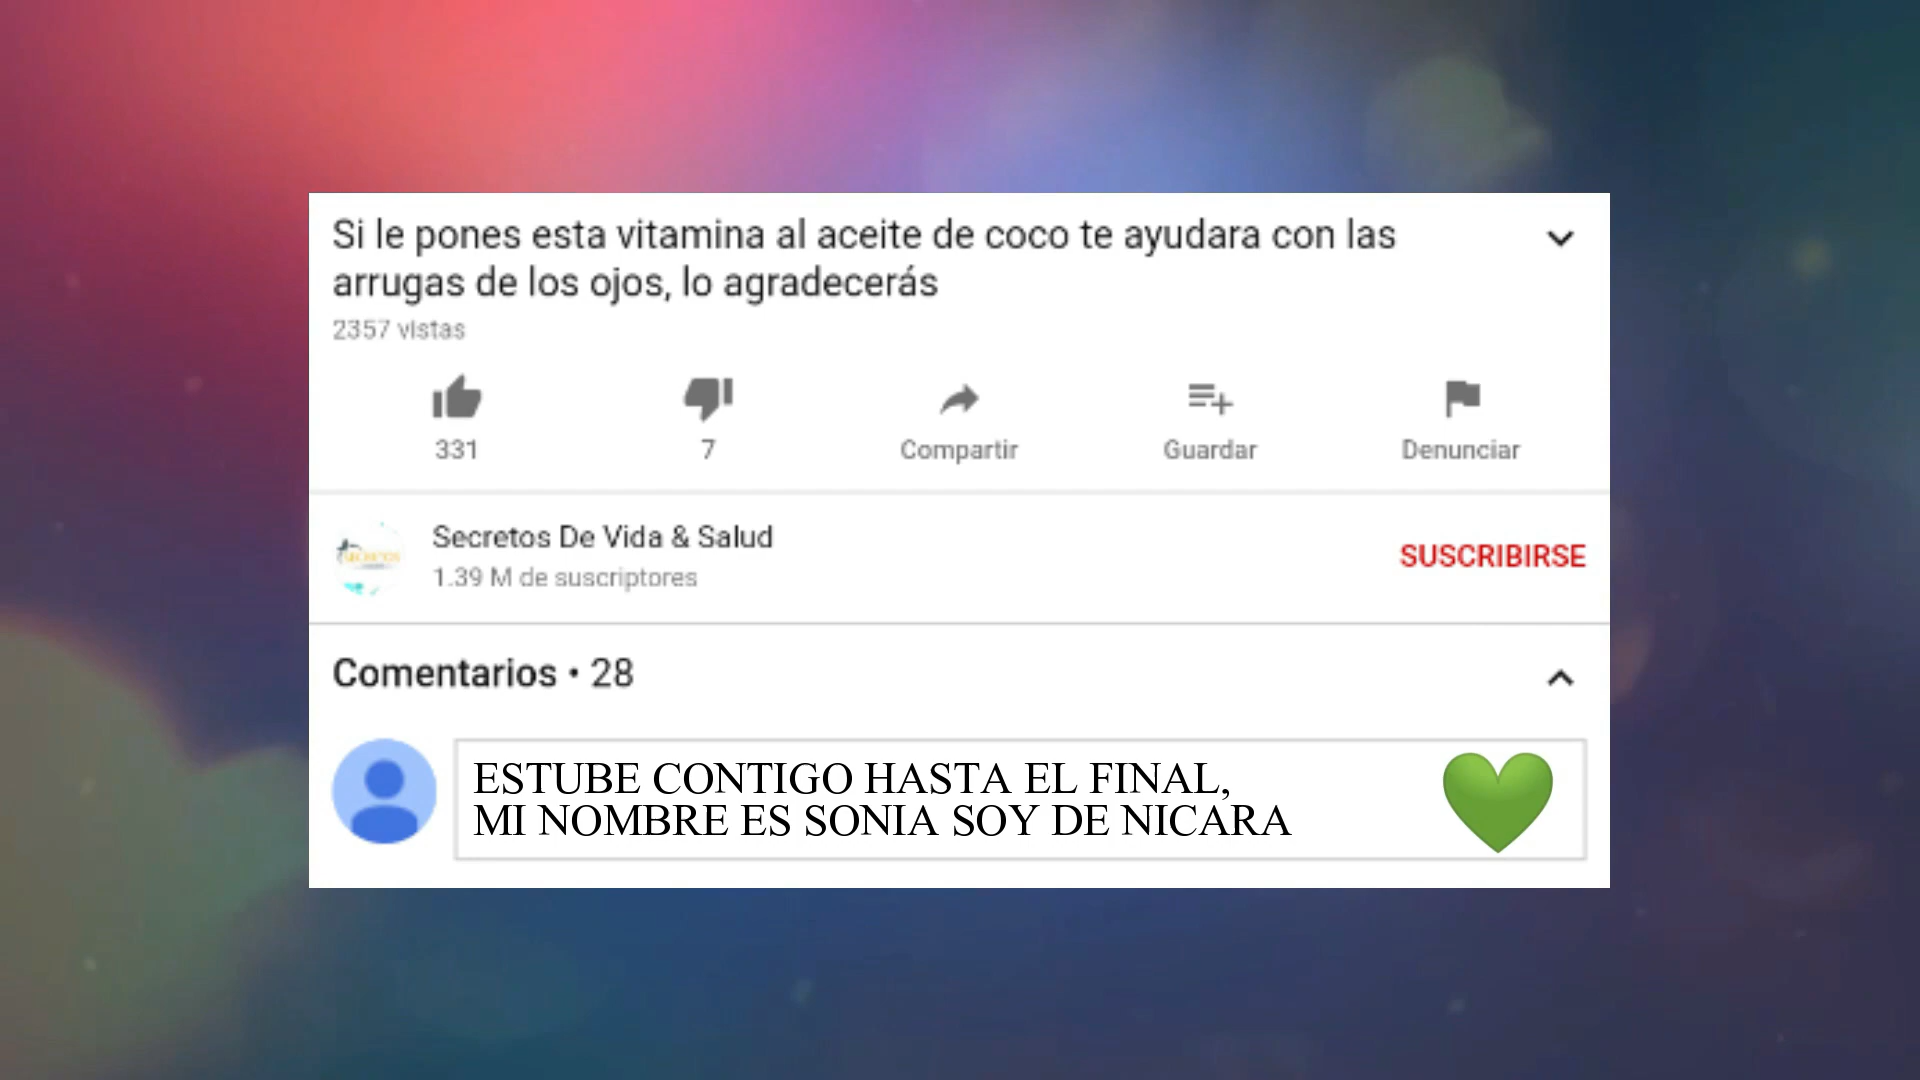 Si le pones esta vitamina al aceite de coco te ayudara con las
arrugas de los ojos, lo agradecerás
2357 vistas
331
7
Compartir
Guardar
Denunciar
Secretos De Vida & Salud
1.39 M de suscriptores
SUSCRIBIRSE
Comentarios • 28
ESTUBE CONTIGO HASTA EL FINAL,
MI NOMBRE ES SONIA SOY DE NICARA